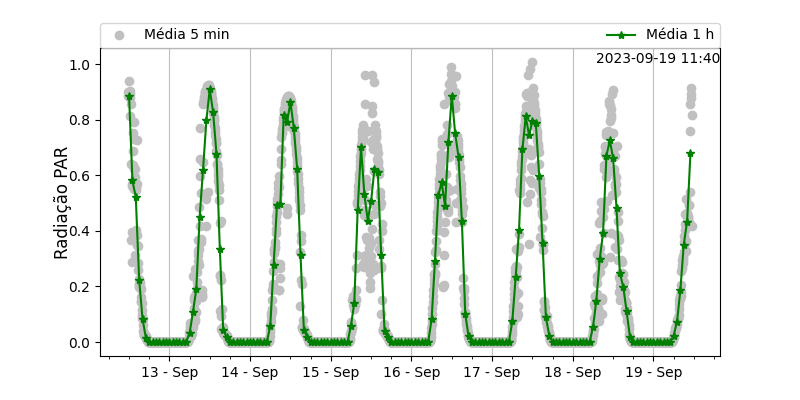 Média 5 min
Média 1 h
2023-09-19 11:40
Radiação PAR
1.0
0.8
0.6
0.4
0.2
0.0
13 - Sep
14 - Sep
15 - Sep
16 - Sep
17 - Sep
18 - Sep
19 - Sep